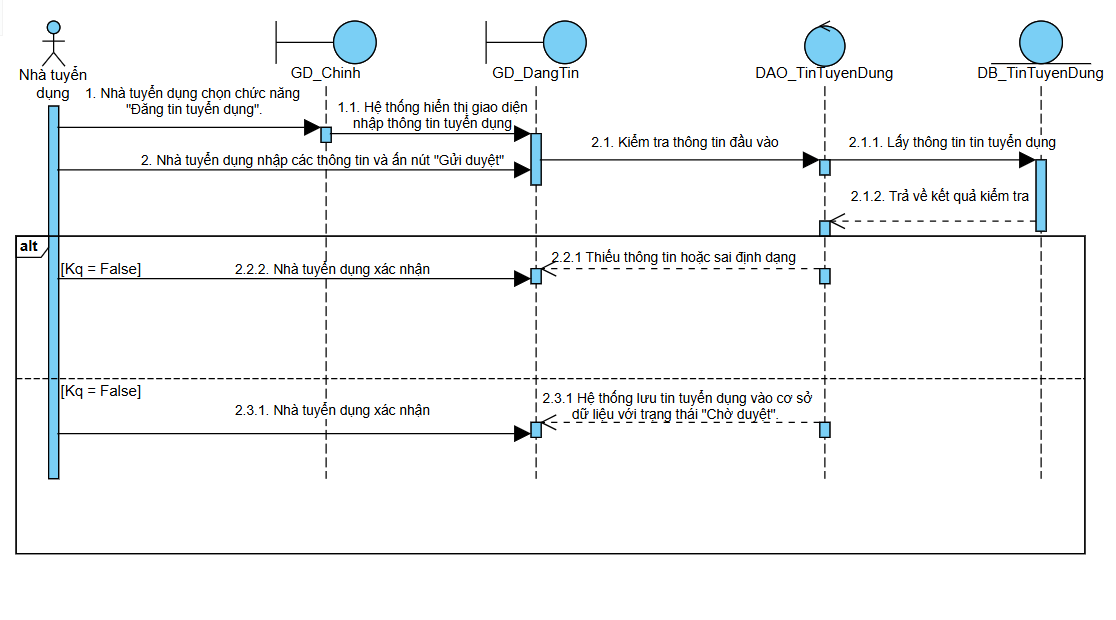 Nhà tuyển
dụng
GD_Chinh
GD_DangTin
DAO_TinTuyenDung
DB_TinTuyenDung
1. Nhà tuyển dụng chọn chức năng
"Đăng tin tuyển dụng".
1.1. Hệ thống hiển thị giao diện
nhập thông tin tuyển dụng
2. Nhà tuyển dụng nhập các thông tin và ấn nút "Gửi duyệt"
2.1. Kiểm tra thông tin đầu vào
2.1.1. Lấy thông tin tin tuyển dụng
2.1.2. Trả về kết quả kiểm tra
alt
[Kq = False]
2.2.2. Nhà tuyển dụng xác nhận
2.2.1 Thiếu thông tin hoặc sai định dạng
[Kq = False]
2.3.1. Nhà tuyển dụng xác nhận
2.3.1 Hệ thống lưu tin tuyển dụng vào cơ sở
dữ liệu với trạng thái "Chờ duyệt".